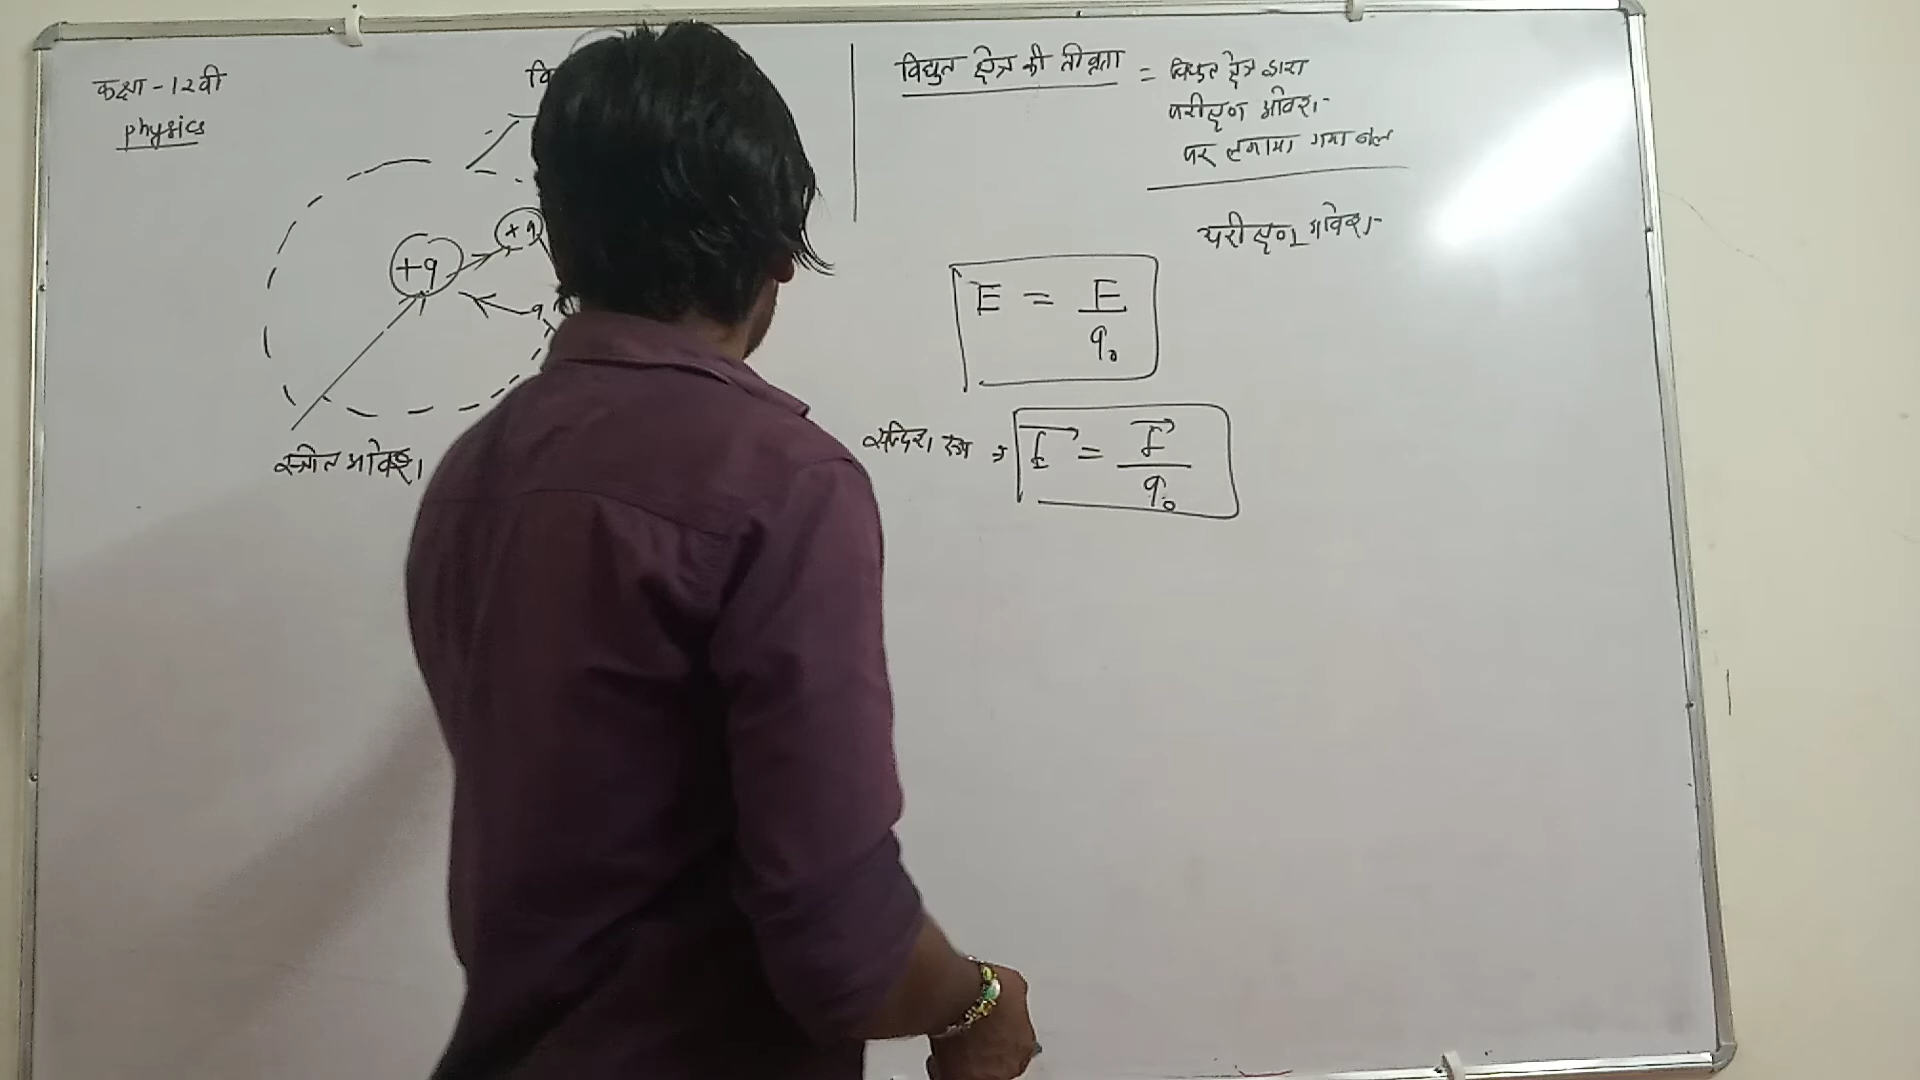 कक्षा - 12वी
physics
वि
+q
+q
q
स्त्रोत आवेश
विद्युत क्षेत्र की तीव्रता = विद्युत क्षेत्र द्वारा
परीक्षण आवेश
पर लगाया गया बल
परीक्षण आवेश
E = F
q₀
सदिश रूप
E = F
q₀